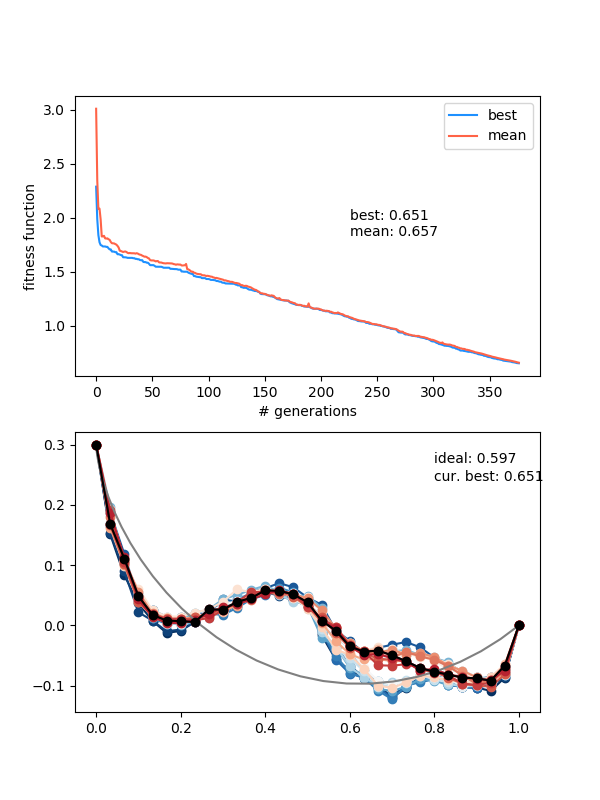 3.0
2.5
2.0
1.5
1.0
fitness function
best
mean
best: 0.651
mean: 0.657
0 50 100 150 200 250 300 350
# generations
0.3
0.2
0.1
0.0
−0.1
ideal: 0.597
cur. best: 0.651
0.0 0.2 0.4 0.6 0.8 1.0